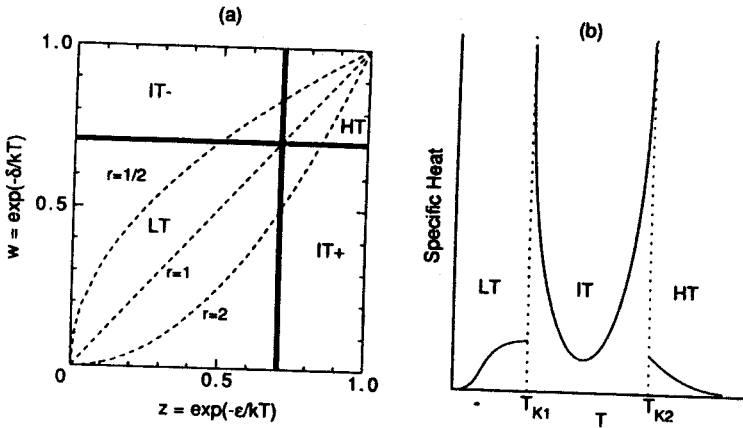 (a)
1.0
IT-
HT
r=1/2
0.5
LT
IT+
r=1
r=2
0
0.5
1.0
w = exp(-δ/kT)
z = exp(-ε/kT)
(b)
Specific Heat
LT
IT
HT
T_K1
T
T_K2